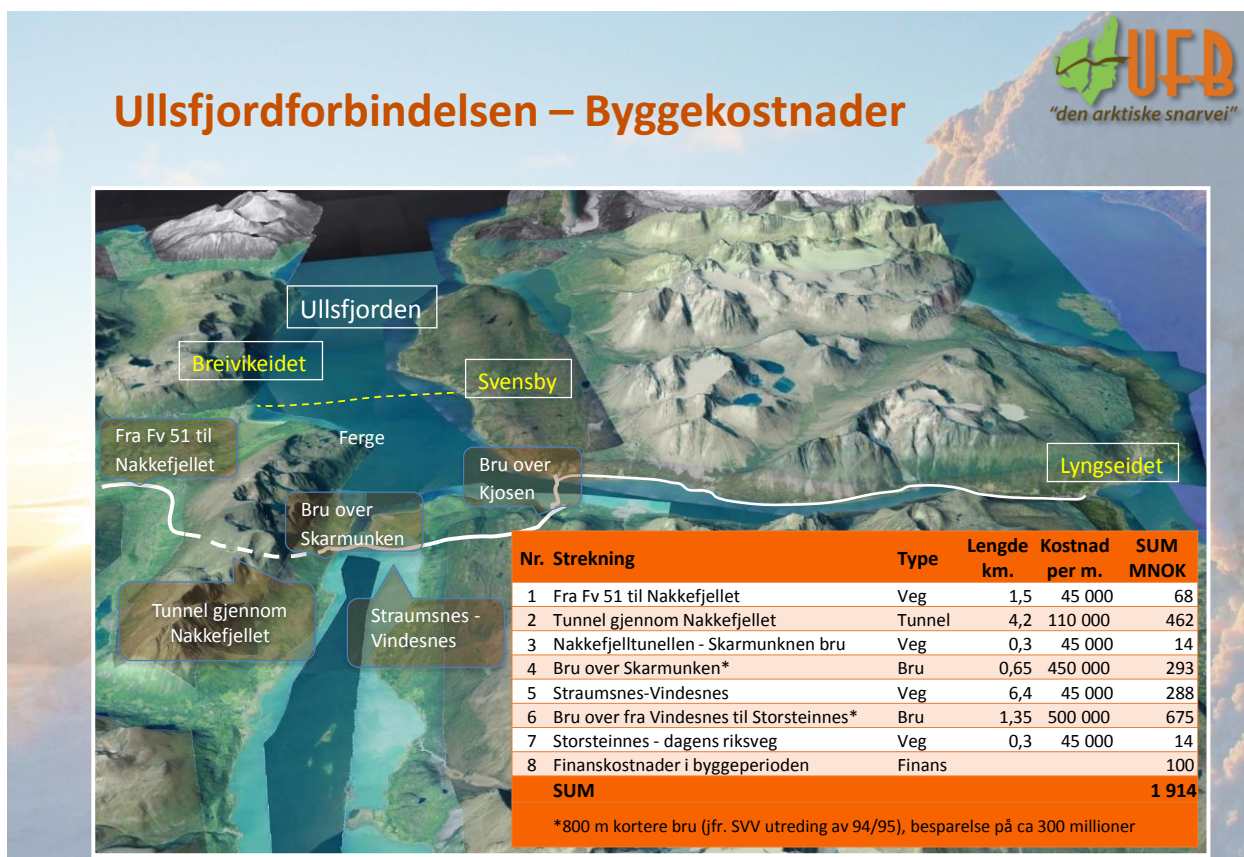 UFB
"den arktiske snarvei"
Ullsfjordforbindelsen – Byggekostnader
Ullsfjorden
Breivikeidet
Svensby
Fra Fv 51 til
Nakkefjellet
Ferge
Bru over
Kjosen
Lyngseidet
Bru over
Skarmunken
Tunnel gjennom
Nakkefjellet
Straumsnes -
Vindesnes
Nr. Strekning Type Lengde km. Kostnad per m. SUM MNOK
1 Fra Fv 51 til Nakkefjellet Veg 1,5 45 000 68
2 Tunnel gjennom Nakkefjellet Tunnel 4,2 110 000 462
3 Nakkefjelltunellen - Skarmunknen bru Veg 0,3 45 000 14
4 Bru over Skarmunken* Bru 0,65 450 000 293
5 Straumsnes-Vindesnes Veg 6,4 45 000 288
6 Bru over fra Vindesnes til Storsteinnes* Bru 1,35 500 000 675
7 Storsteinnes - dagens riksveg Veg 0,3 45 000 14
8 Finanskostnader i byggeperioden Finans 100
SUM 1 914
*800 m kortere bru (jfr. SVV utreding av 94/95), besparelse på ca 300 millioner